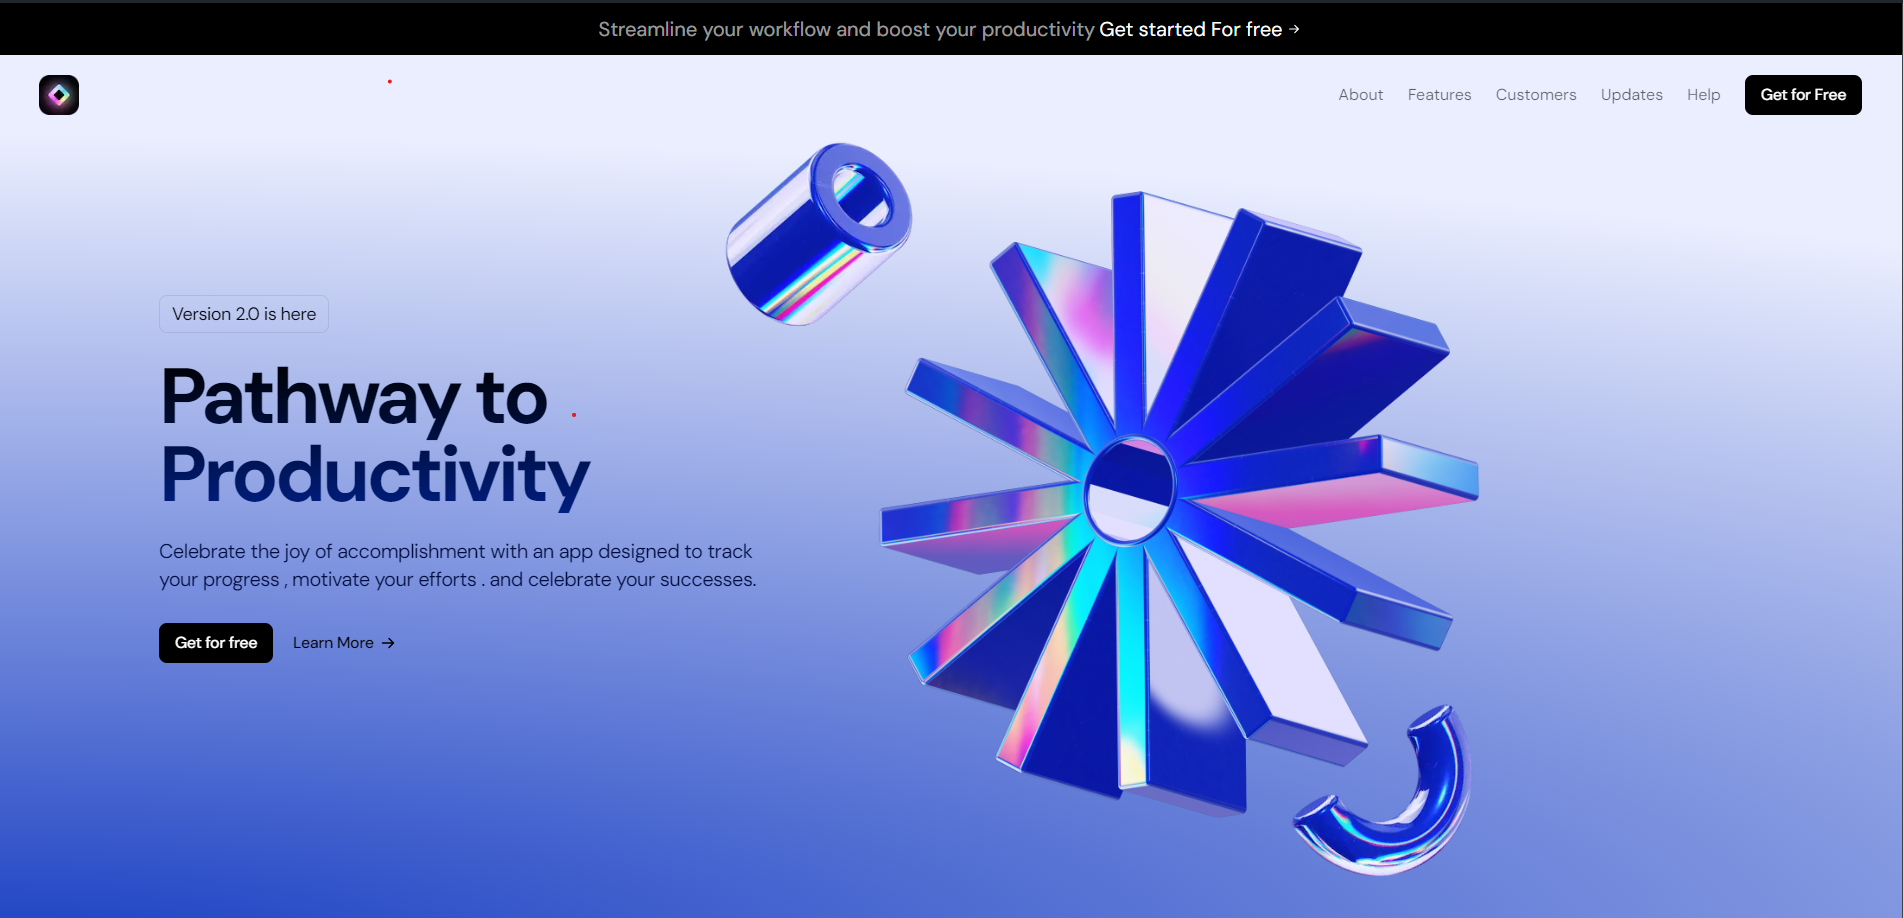 Streamline your workflow and boost your productivity Get started For free →
About Features Customers Updates Help Get for Free
Version 2.0 is here
Pathway to
Productivity
Celebrate the joy of accomplishment with an app designed to track
your progress , motivate your efforts . and celebrate your successes.
Get for free Learn More →